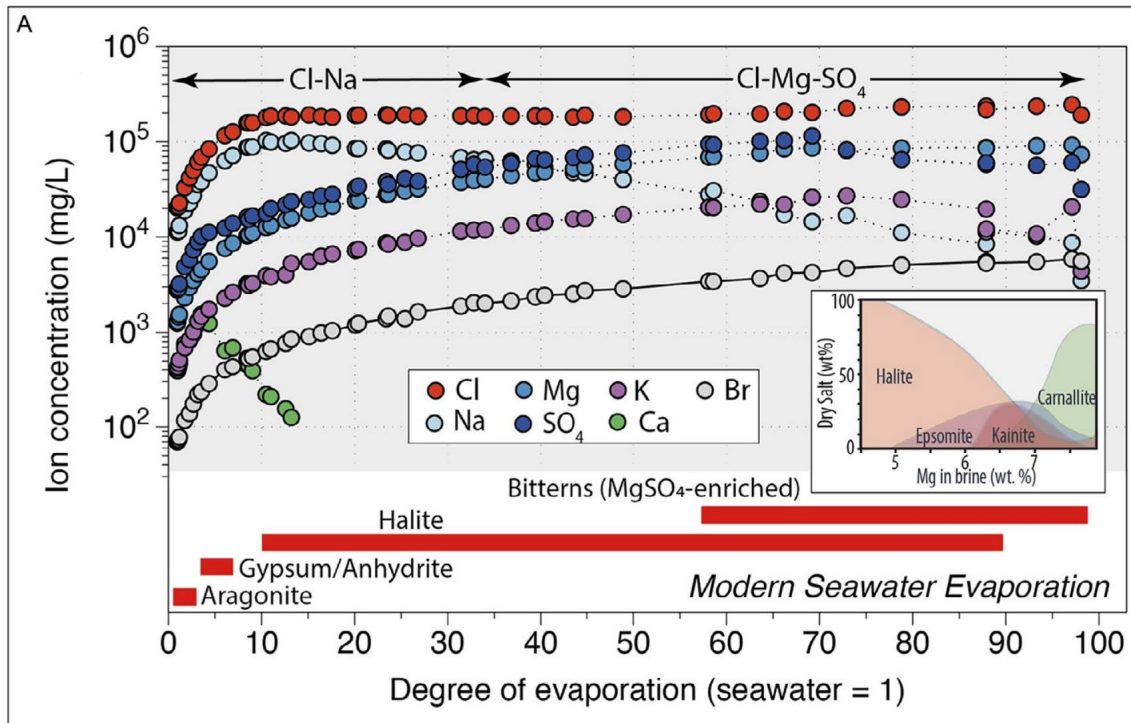 A
10⁶
10⁵
10⁴
10³
10²
Ion concentration (mg/L)
Cl-Na
Cl-Mg-SO₄
Cl Mg K Br
Na SO₄ Ca
100
50
0
Dry Salt (wt%)
Halite
Epsomite
Kainite
Carnallite
5 6 7
Mg in brine (wt. %)
Bitterns (MgSO₄-enriched)
Halite
Gypsum/Anhydrite
Aragonite
Modern Seawater Evaporation
0 10 20 30 40 50 60 70 80 90 100
Degree of evaporation (seawater = 1)